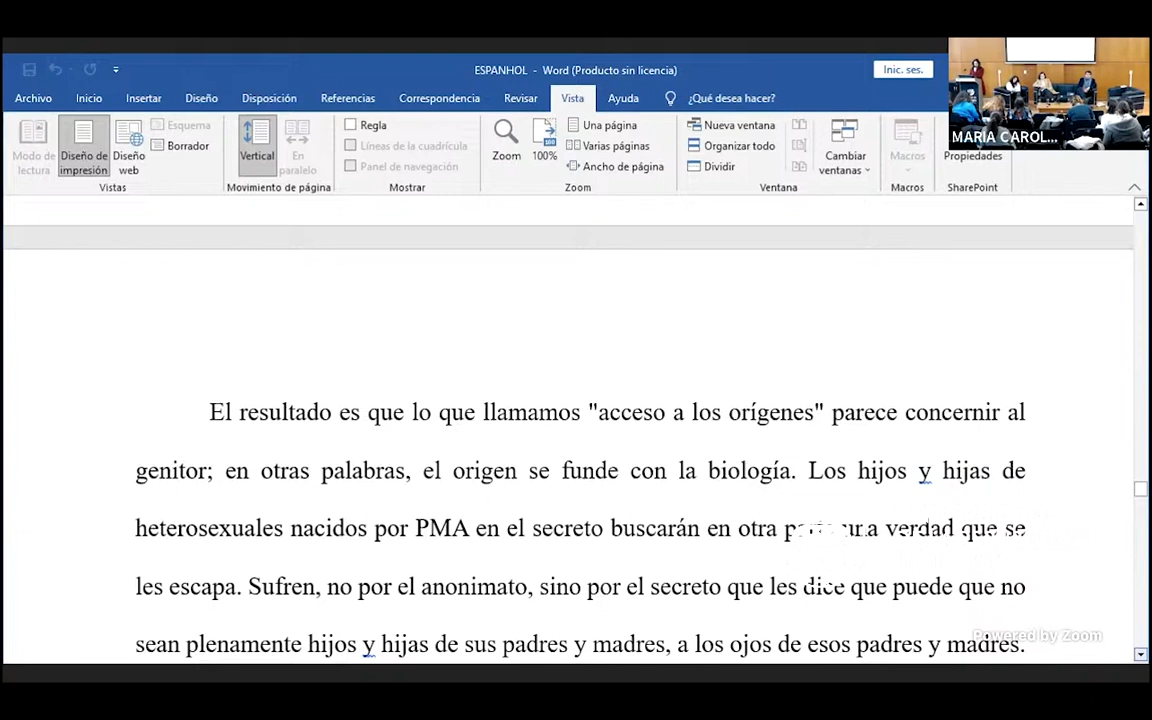 ESPANHOL - Word (Producto sin licencia)
Inic. ses.
Archivo Inicio Insertar Diseño Disposición Referencias Correspondencia Revisar Vista Ayuda ¿Qué desea hacer?
MARIA CAROL...
Modo de lectura
Diseño de impresión
Diseño web
Esquema
Borrador
Vistas
Vertical
En paralelo
Movimiento de página
Regla
Líneas de la cuadrícula
Panel de navegación
Mostrar
Zoom
100%
Una página
Varias páginas
Ancho de página
Zoom
Nueva ventana
Organizar todo
Dividir
Cambiar ventanas
Ventana
Macros
Macros
Propiedades
SharePoint
El resultado es que lo que llamamos "acceso a los orígenes" parece concernir al
genitor; en otras palabras, el origen se funde con la biología. Los hijos y hijas de
heterosexuales nacidos por PMA en el secreto buscarán en otra verdad que se
les escapa. Sufren, no por el anonimato, sino por el secreto que les dice que puede que no
sean plenamente hijos y hijas de sus padres y madres, a los ojos de esos padres y madres.
Powered by Zoom